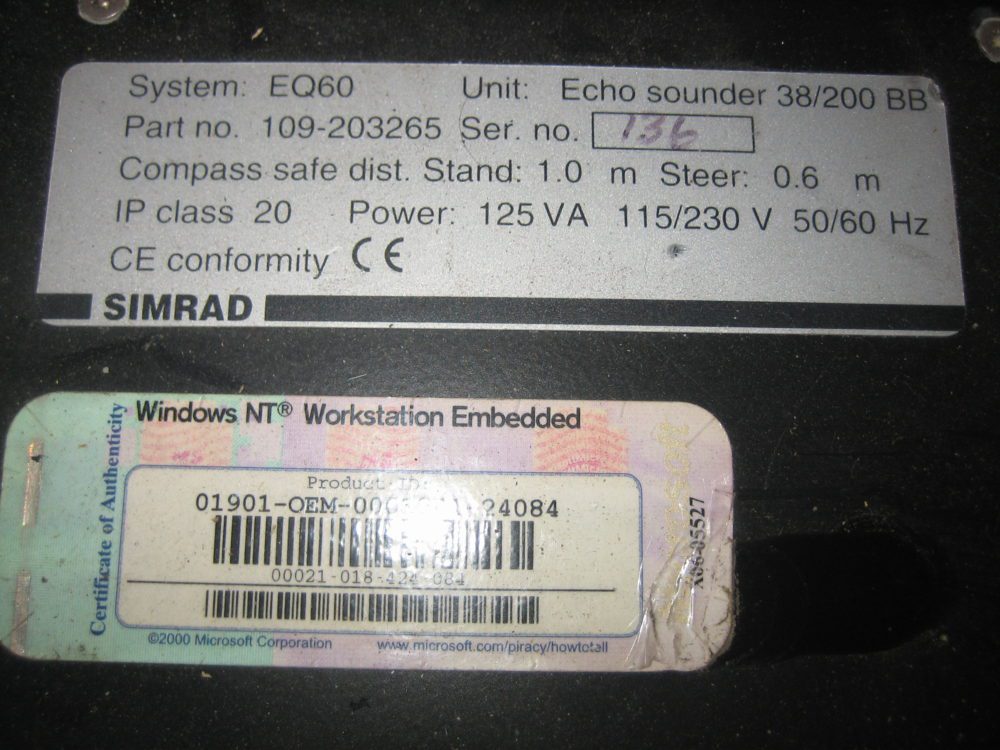 System: EQ60 Unit: Echo sounder 38/200 BB
Part no. 109-203265 Ser. no. 136
Compass safe dist. Stand: 1.0 m Steer: 0.6 m
IP class 20 Power: 125 VA 115/230 V 50/60 Hz
CE conformity CE
SIMRAD
Windows NT® Workstation Embedded
Certificate of Authenticity
Product ID:
24084
00021-018-424-084
©2000 Microsoft Corporation www.microsoft.com/piracy/howtotell